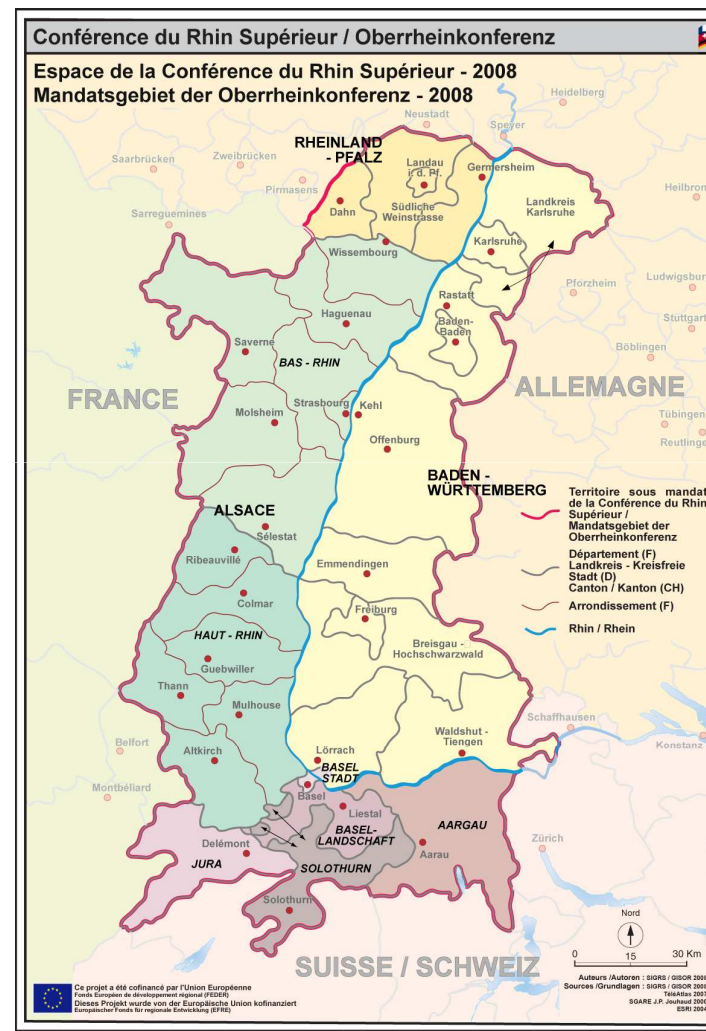 Conférence du Rhin Supérieur / Oberrheinkonferenz
Espace de la Conférence du Rhin Supérieur - 2008
Mandatsgebiet der Oberrheinkonferenz - 2008
Heidelberg
Neustadt
Speyer
RHEINLAND
- PFALZ
Saarbrücken
Zweibrücken
Pirmasens
Landau
i. d. Pf.
Germersheim
Heilbron
Landkreis
Karlsruhe
Dahn
Südliche
Weinstrasse
Sarreguemines
Wissembourg
Karlsruhe
Pforzheim
Ludwigsbur
Rastatt
Baden-
Baden
Haguenau
Stuttgart
Saverne
Böblingen
BAS - RHIN
FRANCE
ALLEMAGNE
Strasbourg
Kehl
Molsheim
Tübingen
Offenburg
Reutlinge
BADEN -
WÜRTTEMBERG
ALSACE
Sélestat
Ribeauvillé
Emmendingen
Colmar
Freiburg
HAUT - RHIN
Breisgau -
Hochschwarzwald
Guebwiller
Thann
Mulhouse
Territoire sous mandat
de la Conférence du Rhin
Supérieur /
Mandatsgebiet der
Oberrheinkonferenz
Département (F)
Landkreis - Kreisfreie
Stadt (D)
Canton / Kanton (CH)
Arrondissement (F)
Rhin / Rhein
Schaffhausen
Belfort
Altkirch
Waldshut -
Tiengen
Konstanz
Lörrach
BASEL
STADT
Montbéliard
Basel
Liestal
BASEL-
LANDSCHAFT
AARGAU
Zürich
Delémont
JURA
SOLOTHURN
Aarau
Solothurn
SUISSE / SCHWEIZ
Nord
0 15 30 Km
Auteurs /Autoren : SIGRS / GISOR 2008
Sources /Grundlagen : SIGRS / GISOR 2008
TéléAtlas 2007
SGARE J.P. Jouhaud 2000
ESRI 2004
Ce projet a été cofinancé par l'Union Européenne
Fonds Européen de développement régional (FEDER)
Dieses Projekt wurde von der Europäische Union kofinanziert
Europäischer Fonds für regionale Entwicklung (EFRE)